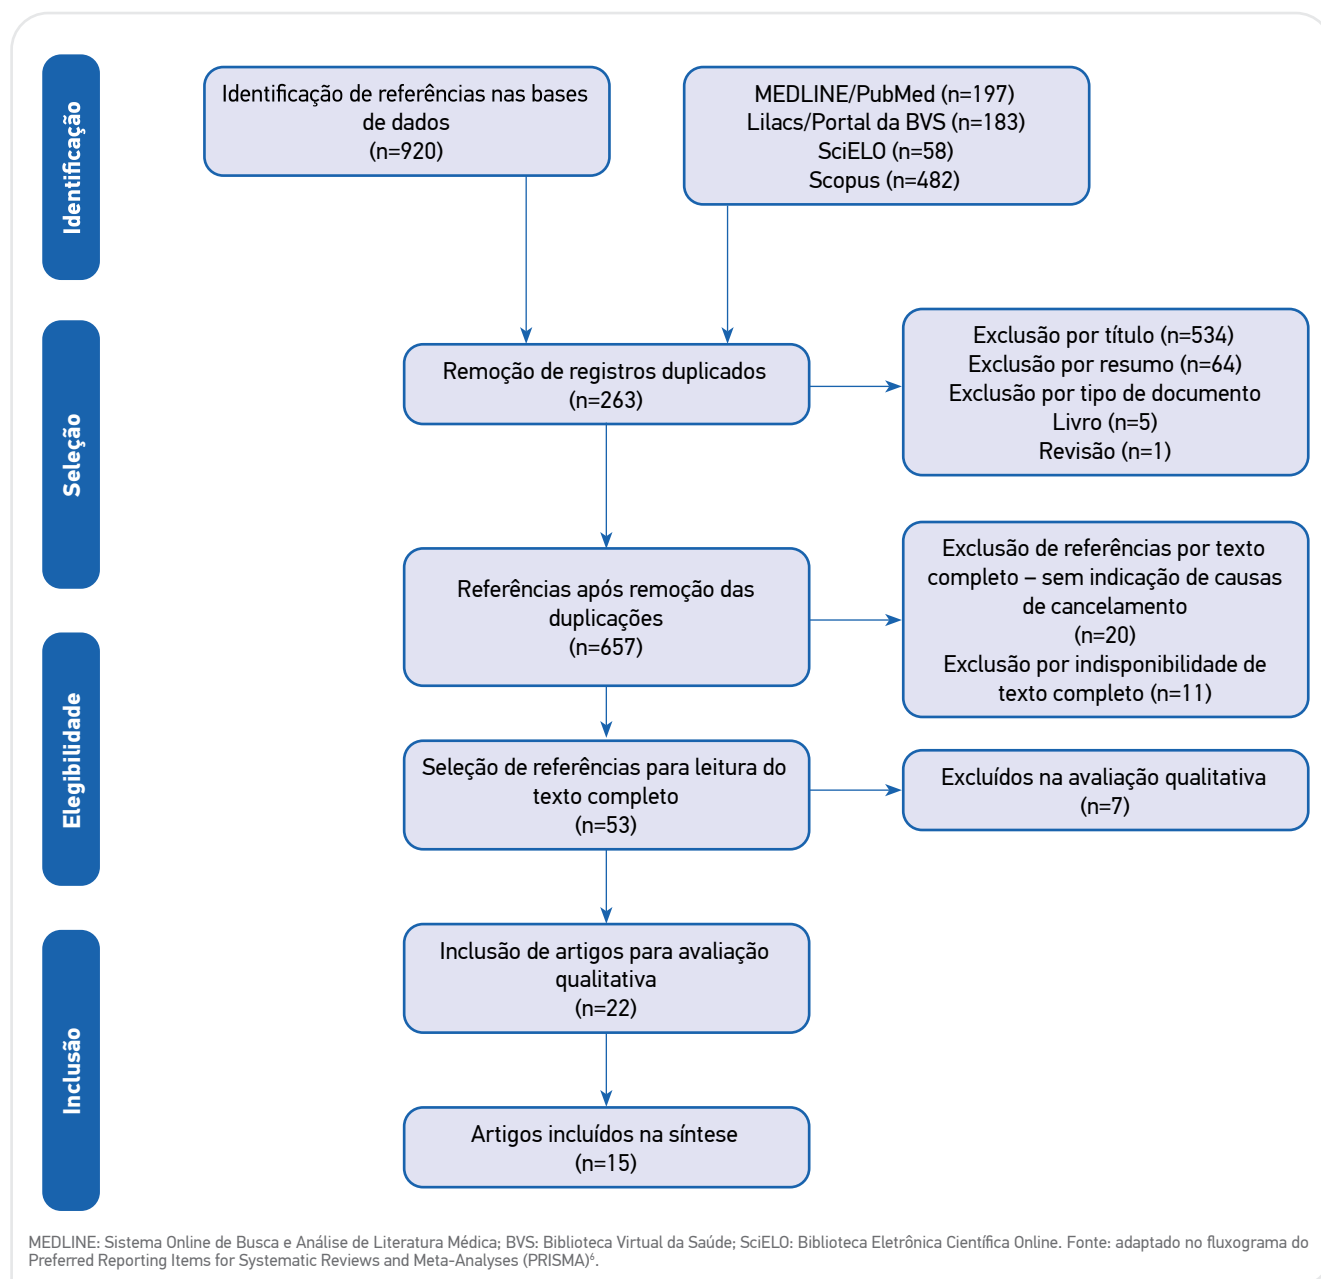 Identificação
Identificação de referências nas bases
de dados
(n=920)
MEDLINE/PubMed (n=197)
Lilacs/Portal da BVS (n=183)
SciELO (n=58)
Scopus (n=482)
Seleção
Remoção de registros duplicados
(n=263)
Exclusão por título (n=534)
Exclusão por resumo (n=64)
Exclusão por tipo de documento
Livro (n=5)
Revisão (n=1)
Referências após remoção das
duplicações
(n=657)
Exclusão de referências por texto
completo – sem indicação de causas
de cancelamento
(n=20)
Exclusão por indisponibilidade de
texto completo (n=11)
Elegibilidade
Seleção de referências para leitura do
texto completo
(n=53)
Excluídos na avaliação qualitativa
(n=7)
Inclusão
Inclusão de artigos para avaliação
qualitativa
(n=22)
Artigos incluídos na síntese
(n=15)
MEDLINE: Sistema Online de Busca e Análise de Literatura Médica; BVS: Biblioteca Virtual da Saúde; SciELO: Biblioteca Eletrônica Científica Online. Fonte: adaptado no fluxograma do
Preferred Reporting Items for Systematic Reviews and Meta-Analyses (PRISMA)⁶.